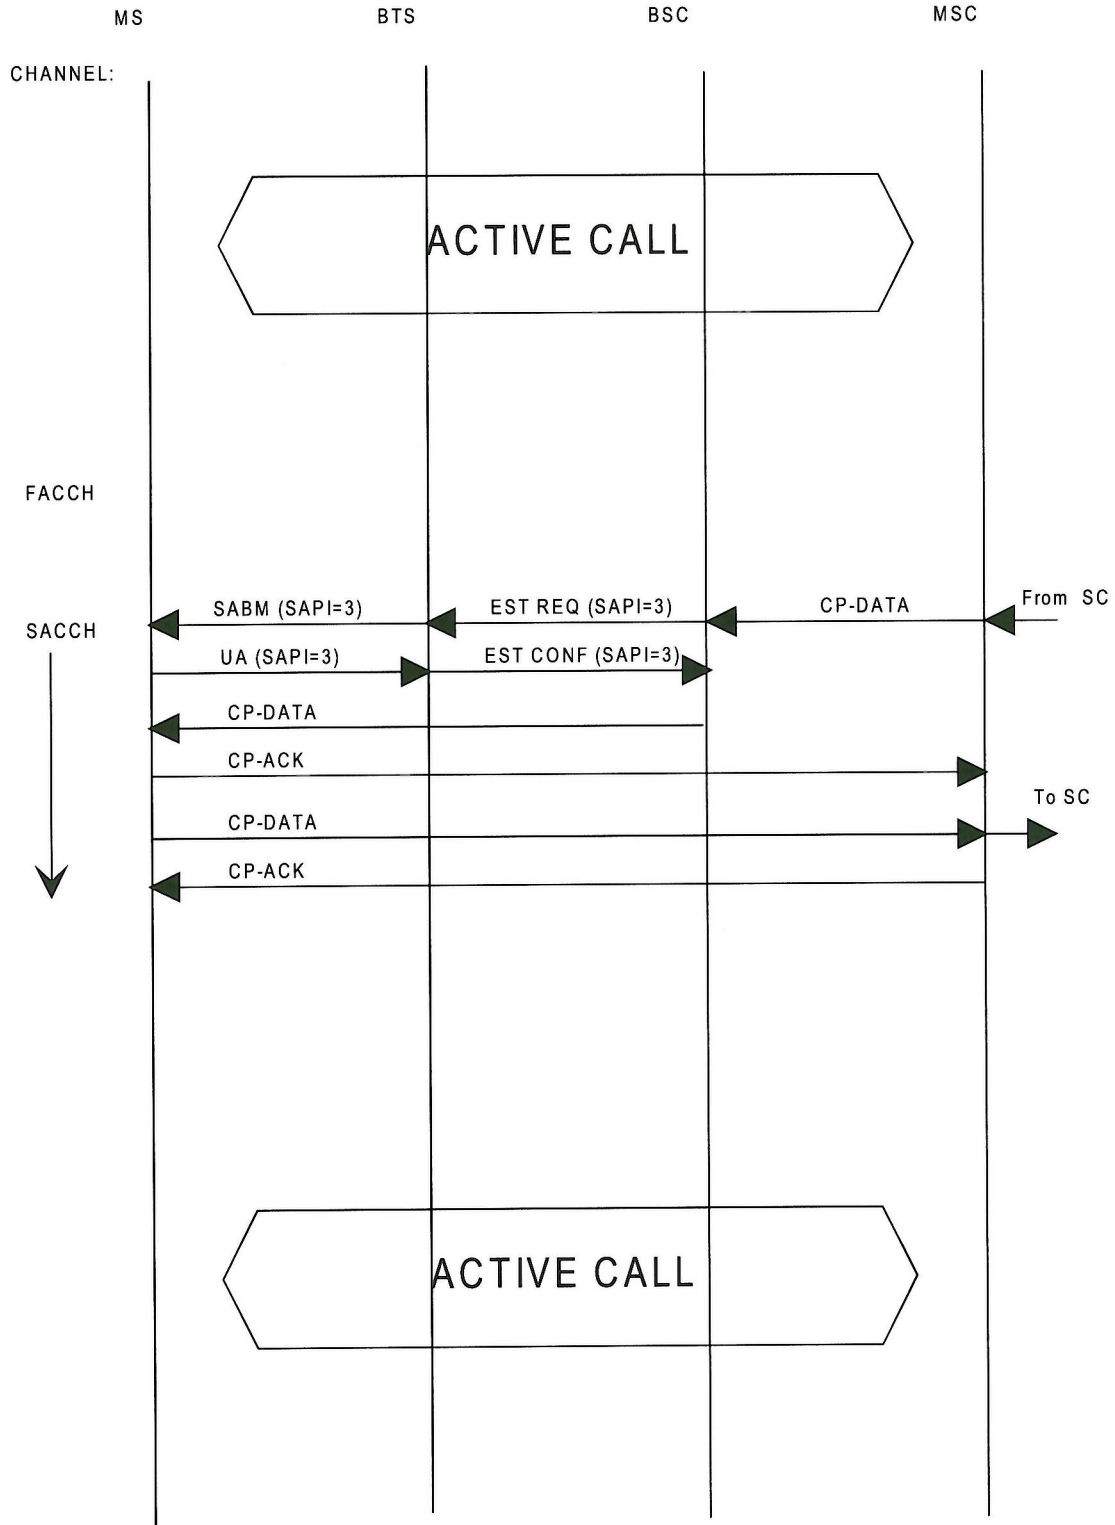 MS BTS BSC MSC
CHANNEL:
ACTIVE CALL
FACCH
SABM (SAPI=3) EST REQ (SAPI=3) CP-DATA From SC
SACCH
UA (SAPI=3) EST CONF (SAPI=3)
CP-DATA
CP-ACK
To SC
CP-DATA
CP-ACK
ACTIVE CALL